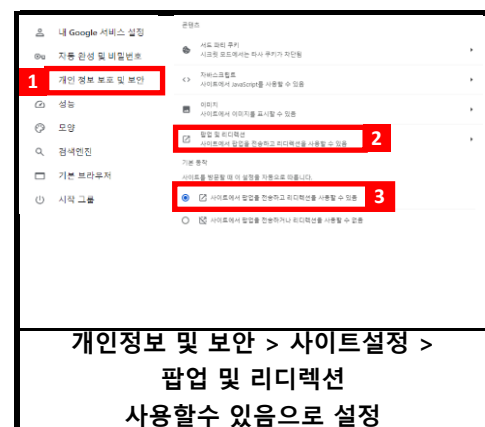 내 Google 서비스 설정
자동 완성 및 비밀번호
1
개인 정보 보호 및 보안
성능
모양
검색엔진
기본 브라우저
시작 그룹
콘텐츠
서드 파티 쿠키
시크릿 모드에서는 타사 쿠키가 차단됨
자바스크립트
사이트에서 JavaScript를 사용할 수 있음
이미지
사이트에서 이미지를 표시할 수 있음
팝업 및 리디렉션
사이트에서 팝업을 전송하고 리디렉션을 사용할 수 있음
2
기본 동작
사이트를 방문할 때 이 설정을 자동으로 따릅니다.
사이트에서 팝업을 전송하고 리디렉션을 사용할 수 있음
3
사이트에서 팝업을 전송하거나 리디렉션을 사용할 수 없음
개인정보 및 보안 > 사이트설정 >
팝업 및 리디렉션
사용할수 있음으로 설정